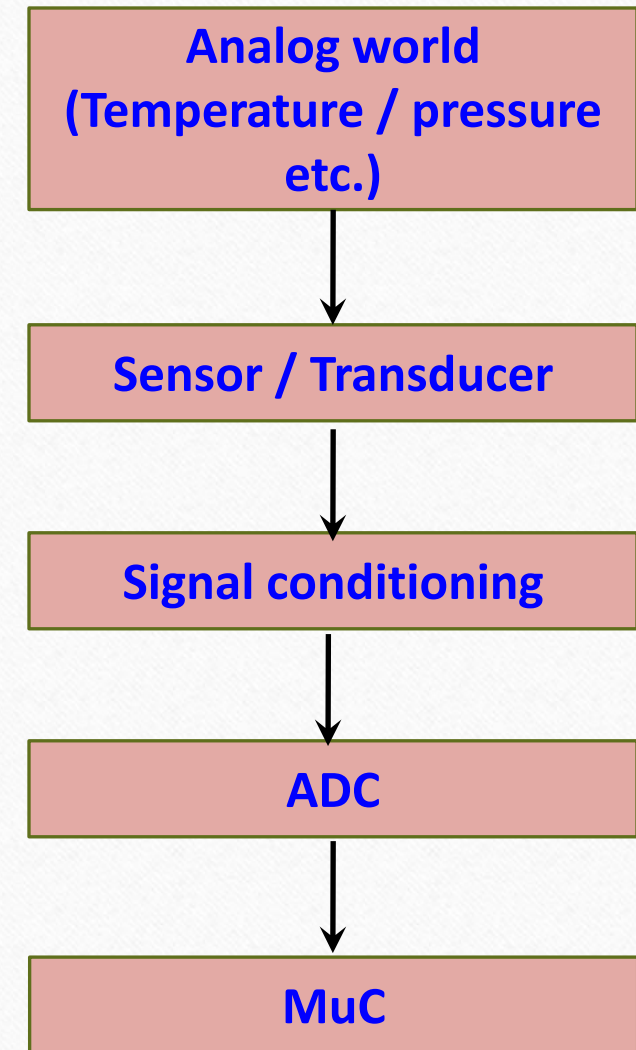 Analog world
(Temperature / pressure
etc.)
Sensor / Transducer
Signal conditioning
ADC
MuC